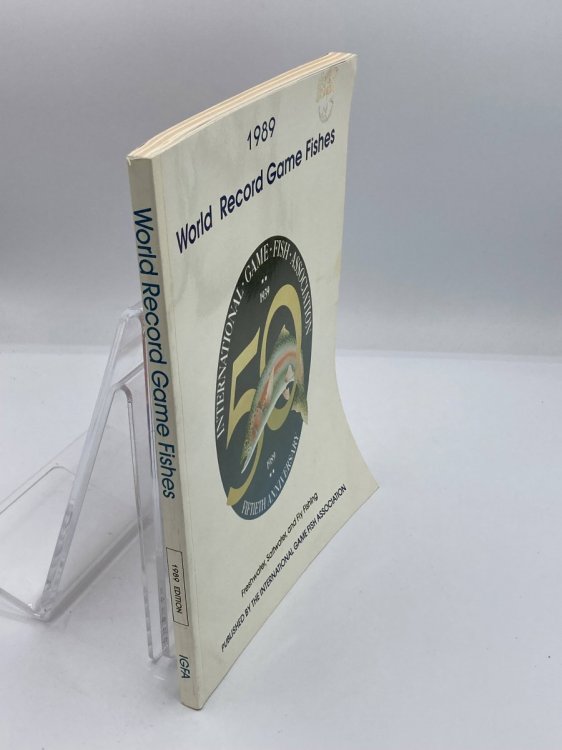 1989
World Record Game Fishes
INTERNATIONAL · GAME · FISH · ASSOCIATION
1939
50
1989
FIFTIETH ANNIVERSARY
Freshwater, Saltwater, and Fly Fishing
PUBLISHED BY THE INTERNATIONAL GAME FISH ASSOCIATION
World Record Game Fishes
1989 EDITION
IGFA